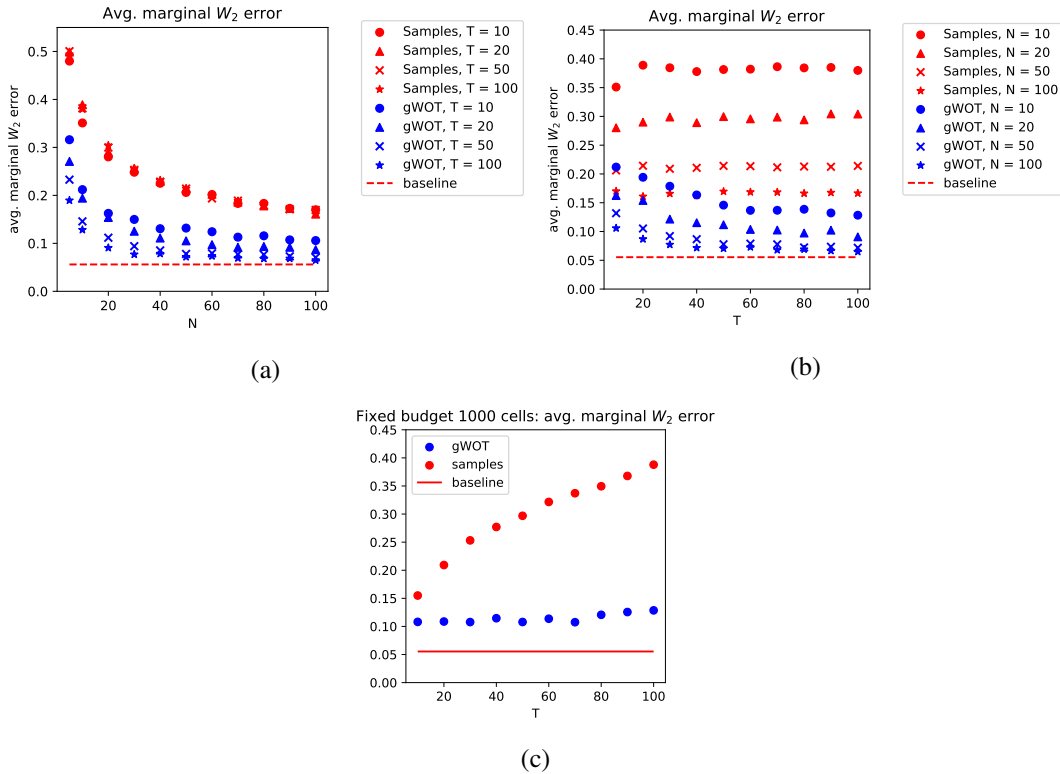 Avg. marginal W₂ error
avg. marginal W₂ error
0.5
0.4
0.3
0.2
0.1
0.0
20 40 60 80 100
N
Samples, T = 10
Samples, T = 20
Samples, T = 50
Samples, T = 100
gWOT, T = 10
gWOT, T = 20
gWOT, T = 50
gWOT, T = 100
baseline
(a)
Avg. marginal W₂ error
avg. marginal W₂ error
0.45
0.40
0.35
0.30
0.25
0.20
0.15
0.10
0.05
0.00
20 40 60 80 100
T
Samples, N = 10
Samples, N = 20
Samples, N = 50
Samples, N = 100
gWOT, N = 10
gWOT, N = 20
gWOT, N = 50
gWOT, N = 100
baseline
(b)
Fixed budget 1000 cells: avg. marginal W₂ error
0.45
0.40
0.35
0.30
0.25
0.20
0.15
0.10
0.05
0.00
gWOT
samples
baseline
20 40 60 80 100
T
(c)